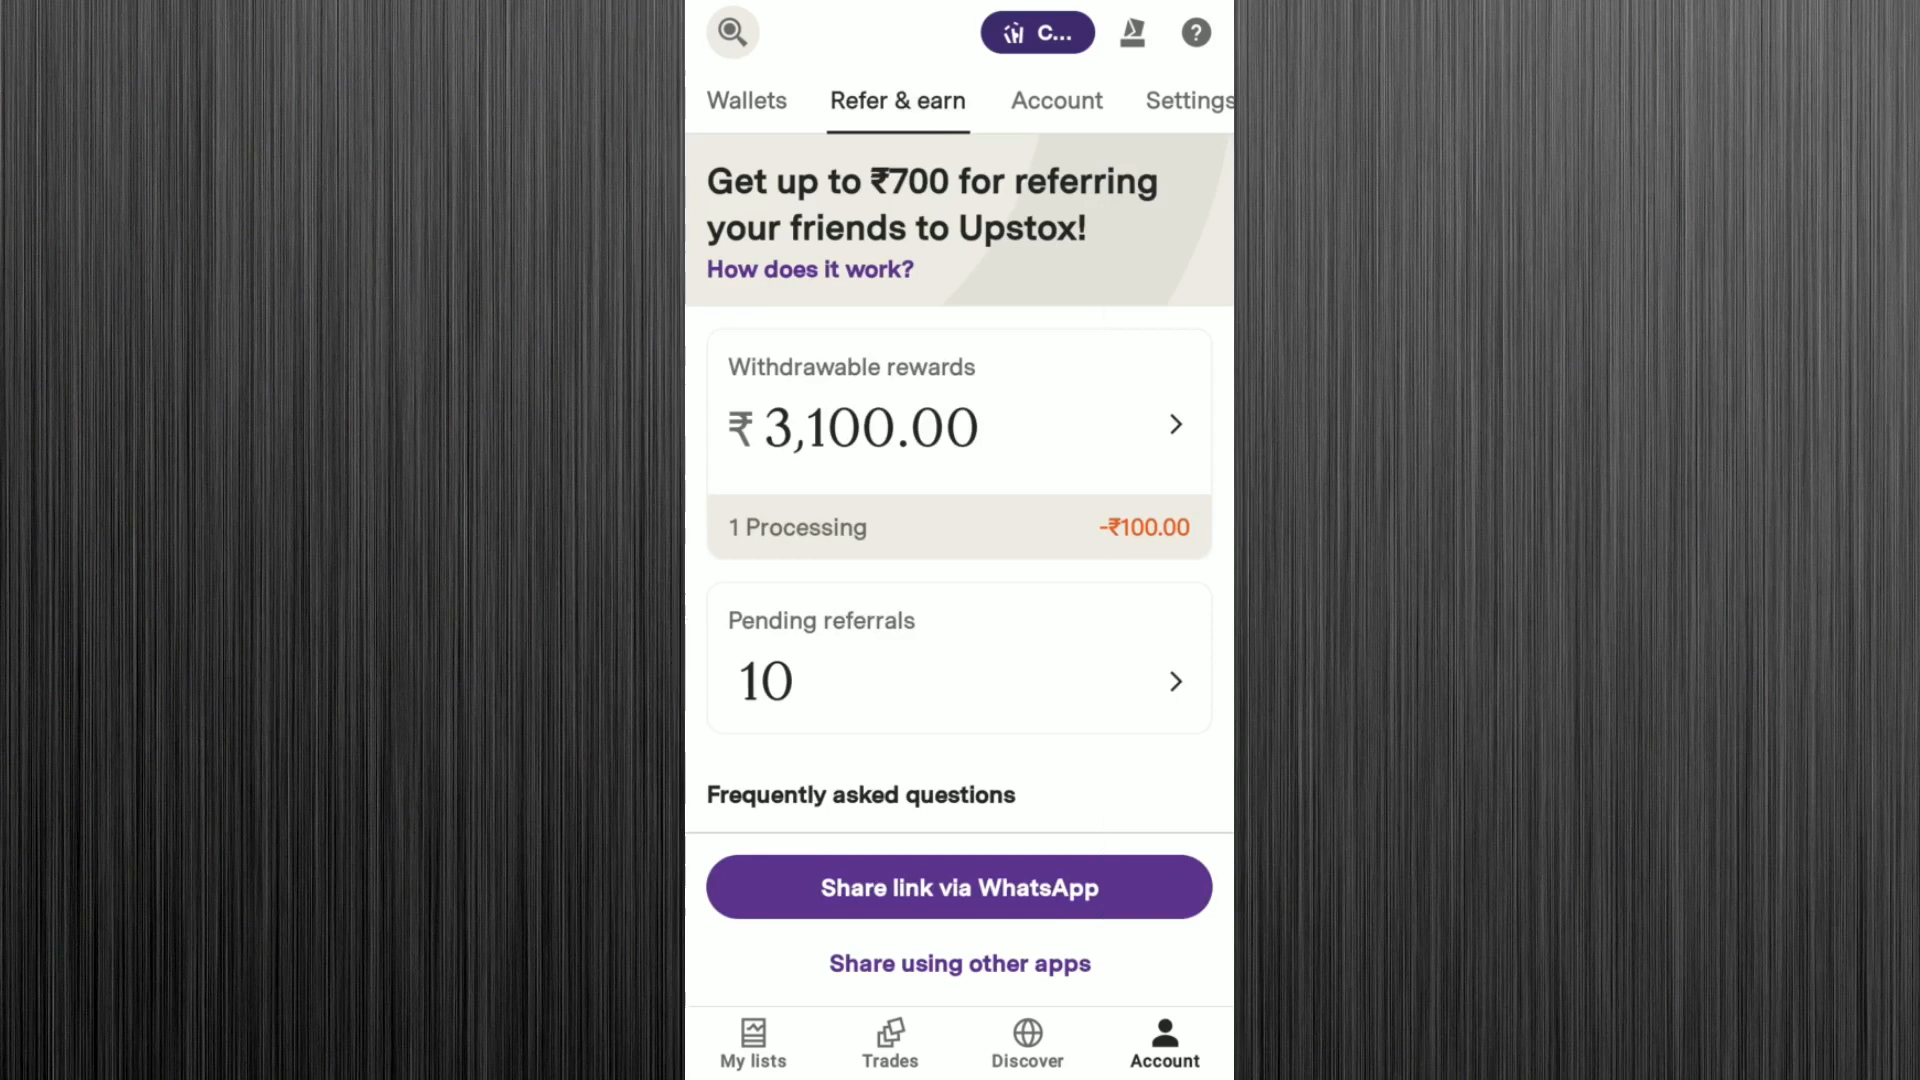 C...
?
Wallets Refer & earn Account Settings
Get up to ₹700 for referring
your friends to Upstox!
How does it work?
Withdrawable rewards
₹ 3,100.00
1 Processing -₹100.00
Pending referrals
10
Frequently asked questions
Share link via WhatsApp
Share using other apps
My lists Trades Discover Account